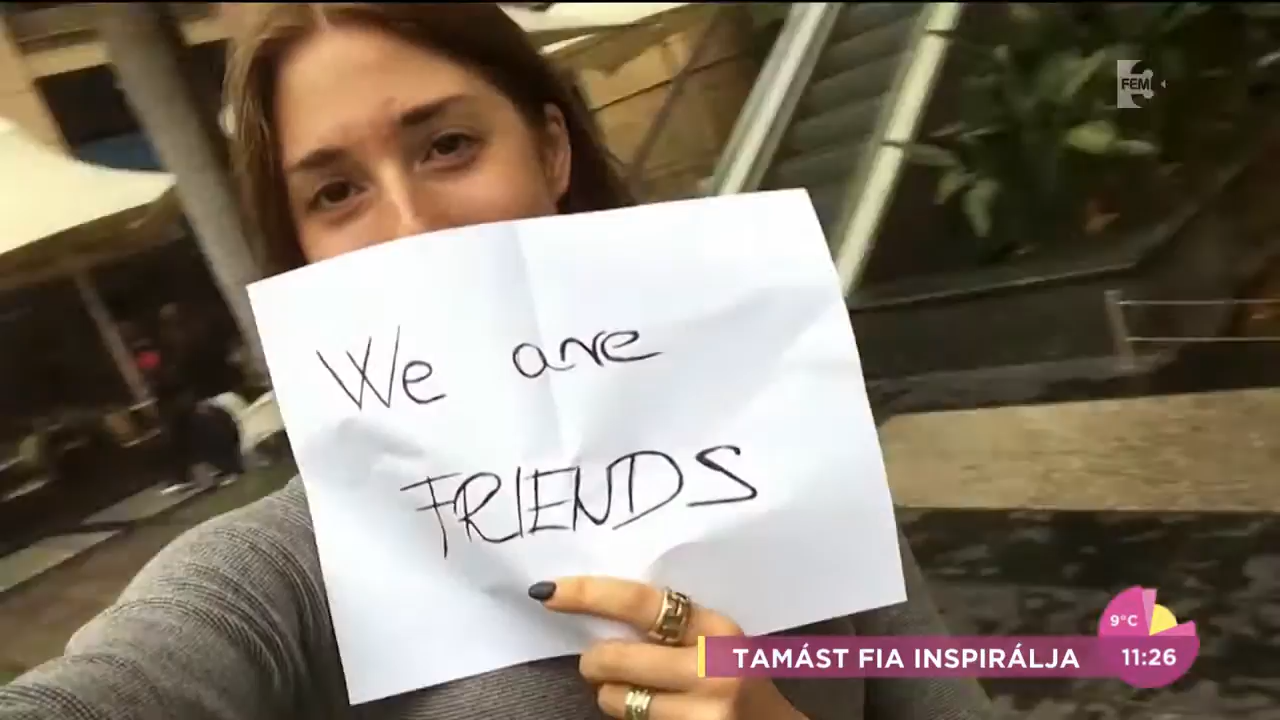 FEM3
We are
FRIENDS
TAMÁST FIA INSPIRÁLJA
9°C
11:26